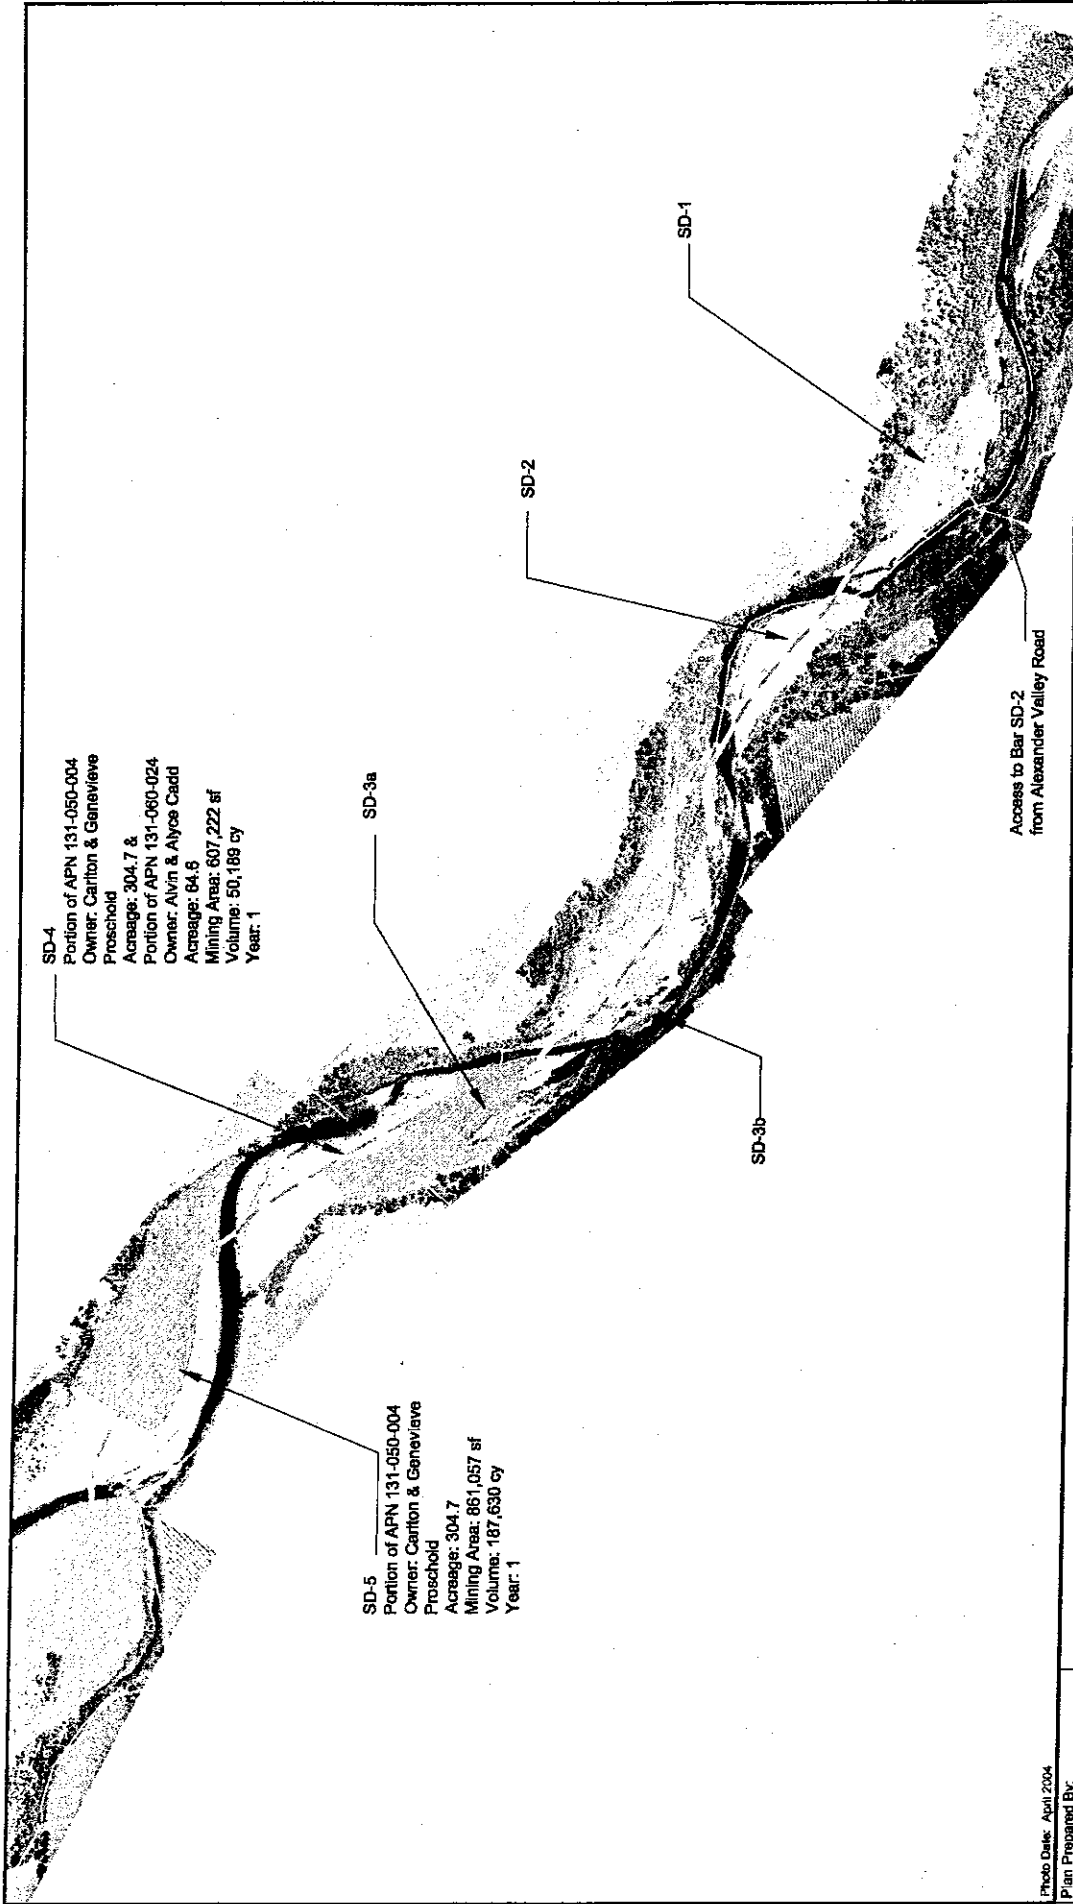 SD-4
Portion of APN 131-050-004
Owner: Carlton & Genevieve
Proschold
Acreage: 304.7 &
Portion of APN 131-060-024
Owner: Alvin & Alyce Cadd
Acreage: 84.6
Mining Area: 607,222 sf
Volume: 50,189 cy
Year: 1
SD-3a
SD-2
SD-1
SD-5
Portion of APN 131-050-004
Owner: Carlton & Genevieve
Proschold
Acreage: 304.7
Mining Area: 861,057 sf
Volume: 187,630 cy
Year: 1
SD-3b
Access to Bar SD-2
from Alexander Valley Road
Photo Date: April 2004
Plan Prepared By: